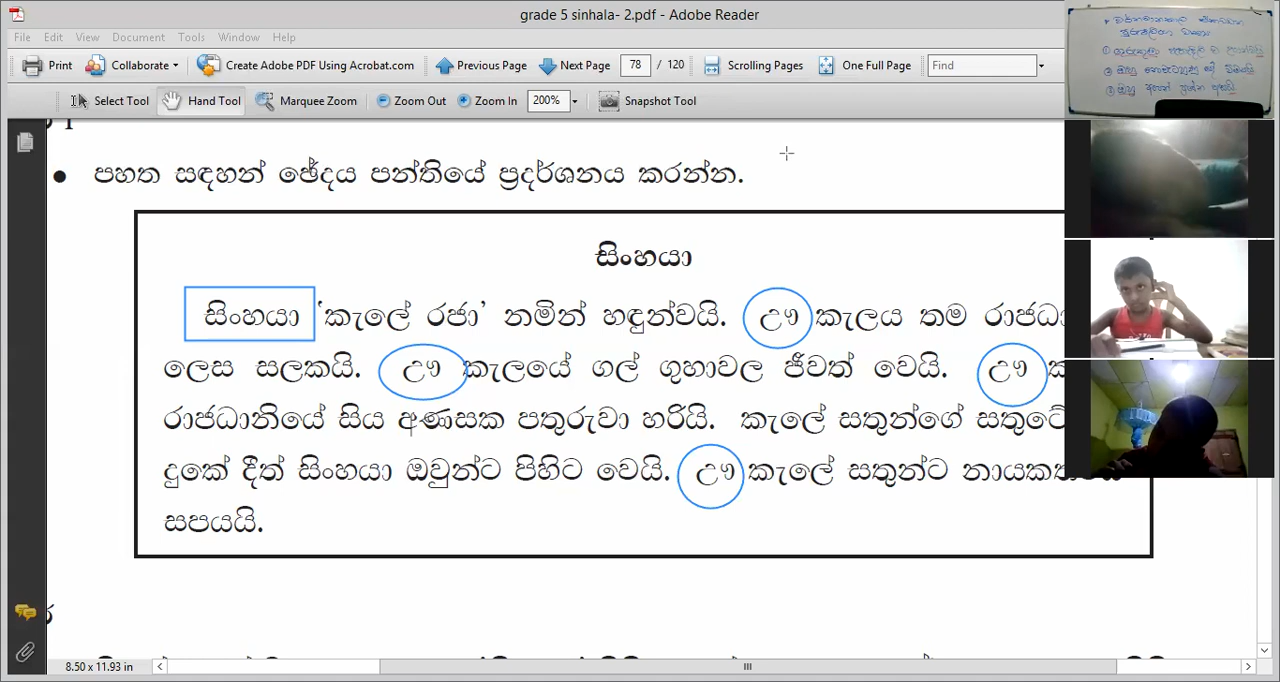 grade 5 sinhala- 2.pdf - Adobe Reader
File Edit View Document Tools Window Help
Print Collaborate Create Adobe PDF Using Acrobat.com Previous Page Next Page 78 / 120 Scrolling Pages One Full Page Find
Select Tool Hand Tool Marquee Zoom Zoom Out Zoom In 200% Snapshot Tool
• පහත සඳහන් ඡේදය පන්තියේ ප්‍රදර්ශනය කරන්න.
සිංහයා
සිංහයා ‘කැලේ රජා’ නමින් හඳුන්වයි. ඌ කැලය තම
ලෙස සලකයි. ඌ කැලයේ ගල් ගුහාවල ජීවත් වෙයි. ඌ
රාජධානියේ සිය අණසක පතුරුවා හරියි. කැලේ සතුන්ගේ
දුකේ දීත් සිංහයා ඔවුන්ට පිහිට වෙයි. ඌ කැලේ සතුන්ට
සපයයි.
8.50 x 11.93 in